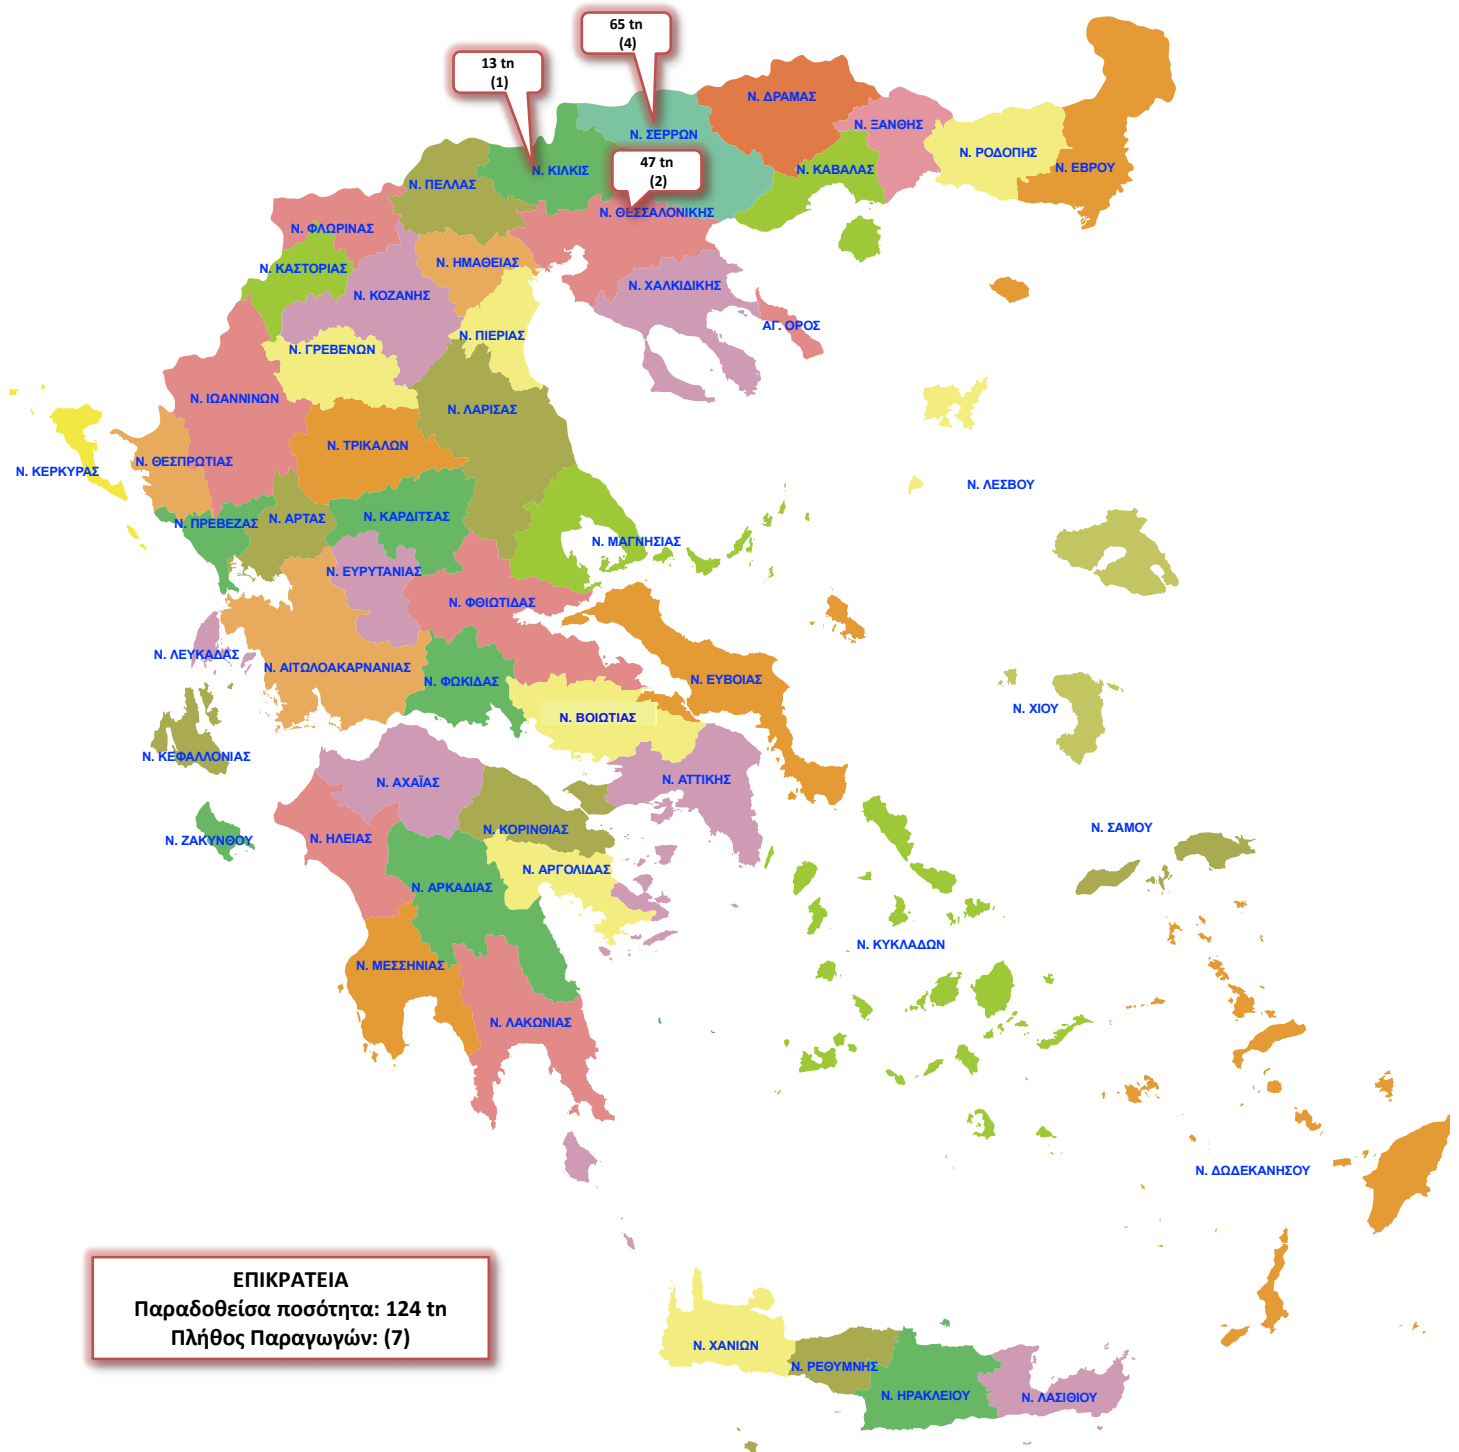 65 tn
(4)
13 tn
(1)
Ν. ΔΡΑΜΑΣ
Ν. ΞΑΝΘΗΣ
Ν. ΣΕΡΡΩΝ
Ν. ΡΟΔΟΠΗΣ
Ν. ΕΒΡΟΥ
47 tn
(2)
Ν. ΚΙΛΚΙΣ
Ν. ΚΑΒΑΛΑΣ
Ν. ΠΕΛΛΑΣ
Ν. ΘΕΣΣΑΛΟΝΙΚΗΣ
Ν. ΦΛΩΡΙΝΑΣ
Ν. ΗΜΑΘΕΙΑΣ
Ν. ΚΑΣΤΟΡΙΑΣ
Ν. ΧΑΛΚΙΔΙΚΗΣ
Ν. ΚΟΖΑΝΗΣ
ΑΓ. ΟΡΟΣ
Ν. ΠΙΕΡΙΑΣ
Ν. ΓΡΕΒΕΝΩΝ
Ν. ΙΩΑΝΝΙΝΩΝ
Ν. ΛΑΡΙΣΑΣ
Ν. ΤΡΙΚΑΛΩΝ
Ν. ΘΕΣΠΡΩΤΙΑΣ
Ν. ΚΕΡΚΥΡΑΣ
Ν. ΛΕΣΒΟΥ
Ν. ΚΑΡΔΙΤΣΑΣ
Ν. ΑΡΤΑΣ
Ν. ΠΡΕΒΕΖΑΣ
Ν. ΜΑΓΝΗΣΙΑΣ
Ν. ΕΥΡΥΤΑΝΙΑΣ
Ν. ΦΘΙΩΤΙΔΑΣ
Ν. ΛΕΥΚΑΔΑΣ
Ν. ΑΙΤΩΛΟΑΚΑΡΝΑΝΙΑΣ
Ν. ΦΩΚΙΔΑΣ
Ν. ΕΥΒΟΙΑΣ
Ν. ΧΙΟΥ
Ν. ΒΟΙΩΤΙΑΣ
Ν. ΚΕΦΑΛΛΟΝΙΑΣ
Ν. ΑΧΑΪΑΣ
Ν. ΑΤΤΙΚΗΣ
Ν. ΚΟΡΙΝΘΙΑΣ
Ν. ΣΑΜΟΥ
Ν. ΖΑΚΥΝΘΟΥ
Ν. ΗΛΕΙΑΣ
Ν. ΑΡΓΟΛΙΔΑΣ
Ν. ΑΡΚΑΔΙΑΣ
Ν. ΚΥΚΛΑΔΩΝ
Ν. ΜΕΣΣΗΝΙΑΣ
Ν. ΛΑΚΩΝΙΑΣ
Ν. ΔΩΔΕΚΑΝΗΣΟΥ
ΕΠΙΚΡΑΤΕΙΑ
Παραδοθείσα ποσότητα: 124 tn
Πλήθος Παραγωγών: (7)
Ν. ΧΑΝΙΩΝ
Ν. ΡΕΘΥΜΝΗΣ
Ν. ΗΡΑΚΛΕΙΟΥ
Ν. ΛΑΣΙΘΙΟΥ